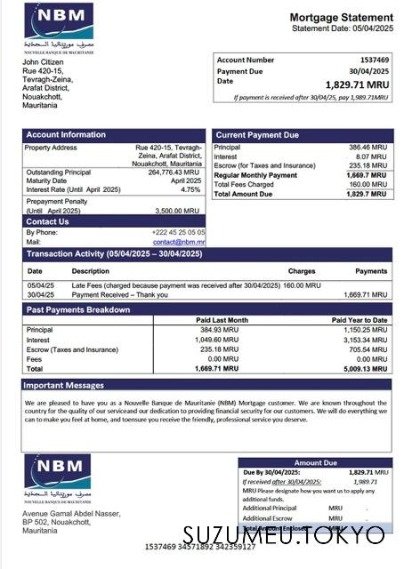 NBM
مصرف موريتانيا الجديد
NOUVELLE BANQUE DE MAURITANIE
Mortgage Statement
Statement Date: 05/04/2025
John Citizen
Rue 420-15,
Tevragh-Zeina,
Arafat District,
Nouakchott,
Mauritania
Account Number 1537469
Payment Due Date 30/04/2025
1,829.71 MRU
If payment is received after 30/04/25, pay 1,989.71MRU
Account Information
Property Address Rue 420-15, Tevragh-
Zeina, Arafat District,
Nouakchott, Mauritania
Outstanding Principal 264,776.43 MRU
Maturity Date April 2025
Interest Rate (Until April 2025) 4.75%
Prepayment Penalty
(Until April 2025) 3,500.00 MRU
Contact Us
By Phone: +222 45 25 05 05
Mail: contact@nbm.mr
Current Payment Due
Principal 386.46 MRU
Interest 8.07 MRU
Escrow (for Taxes and Insurance) 235.18 MRU
Regular Monthly Payment 1,669.7 MRU
Total Fees Charged 160.00 MRU
Total Amount Due 1,829.7 MRU
Transaction Activity (05/04/2025 – 30/04/2025)
Date Description Charges Payments
05/04/25 Late Fees (charged because payment was received after 30/04/2025) 160.00 MRU
30/04/25 Payment Received – Thank you 1,669.71 MRU
Past Payments Breakdown
Paid Last Month Paid Year to Date
Principal 384.93 MRU 1,150.25 MRU
Interest 1,049.60 MRU 3,153.34 MRU
Escrow (Taxes and Insurance) 235.18 MRU 705.54 MRU
Fees 0.00 MRU 0.00 MRU
Total 1,669.71 MRU 5,009.13 MRU
Important Messages
We are pleased to have you as a Nouvelle Banque de Mauritanie (NBM) Mortgage customer. We are known throughout
the country for the quality of our serviceand our dedication to providing financial security for our customers. We will do everything we
can to make you feel at home, and toensure you receive the friendly, professional service you deserve.
NBM
مصرف موريتانيا الجديد
NOUVELLE BANQUE DE MAURITANIE
Avenue Gamal Abdel Nasser,
BP 502, Nouakchott,
Mauritania
Amount Due
Due By 30/04/2025: 1,829.71 MRU
If received after 30/04/2025: 1,989.71
MRU Please designate how you want us to apply any
additional funds.
Additional Principal MRU .
Additional Escrow MRU .
Total Amount Enclosed MRU
SUZUMEU.TOKYO
1537469 34571892 342359127